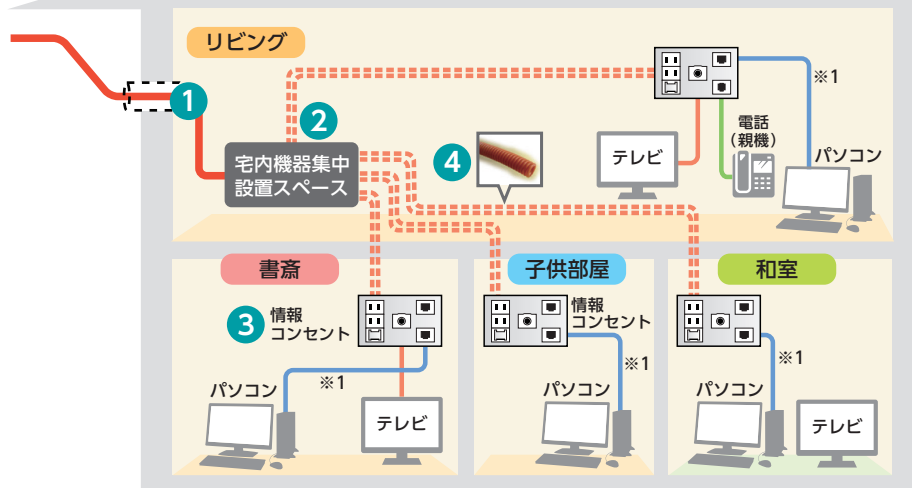 リビング
1
2
宅内機器集中
設置スペース
4
テレビ
電話
(親機)
※1
パソコン
書斎
3
情報
コンセント
※1
パソコン
テレビ
子供部屋
情報
コンセント
※1
パソコン
和室
※1
パソコン
テレビ